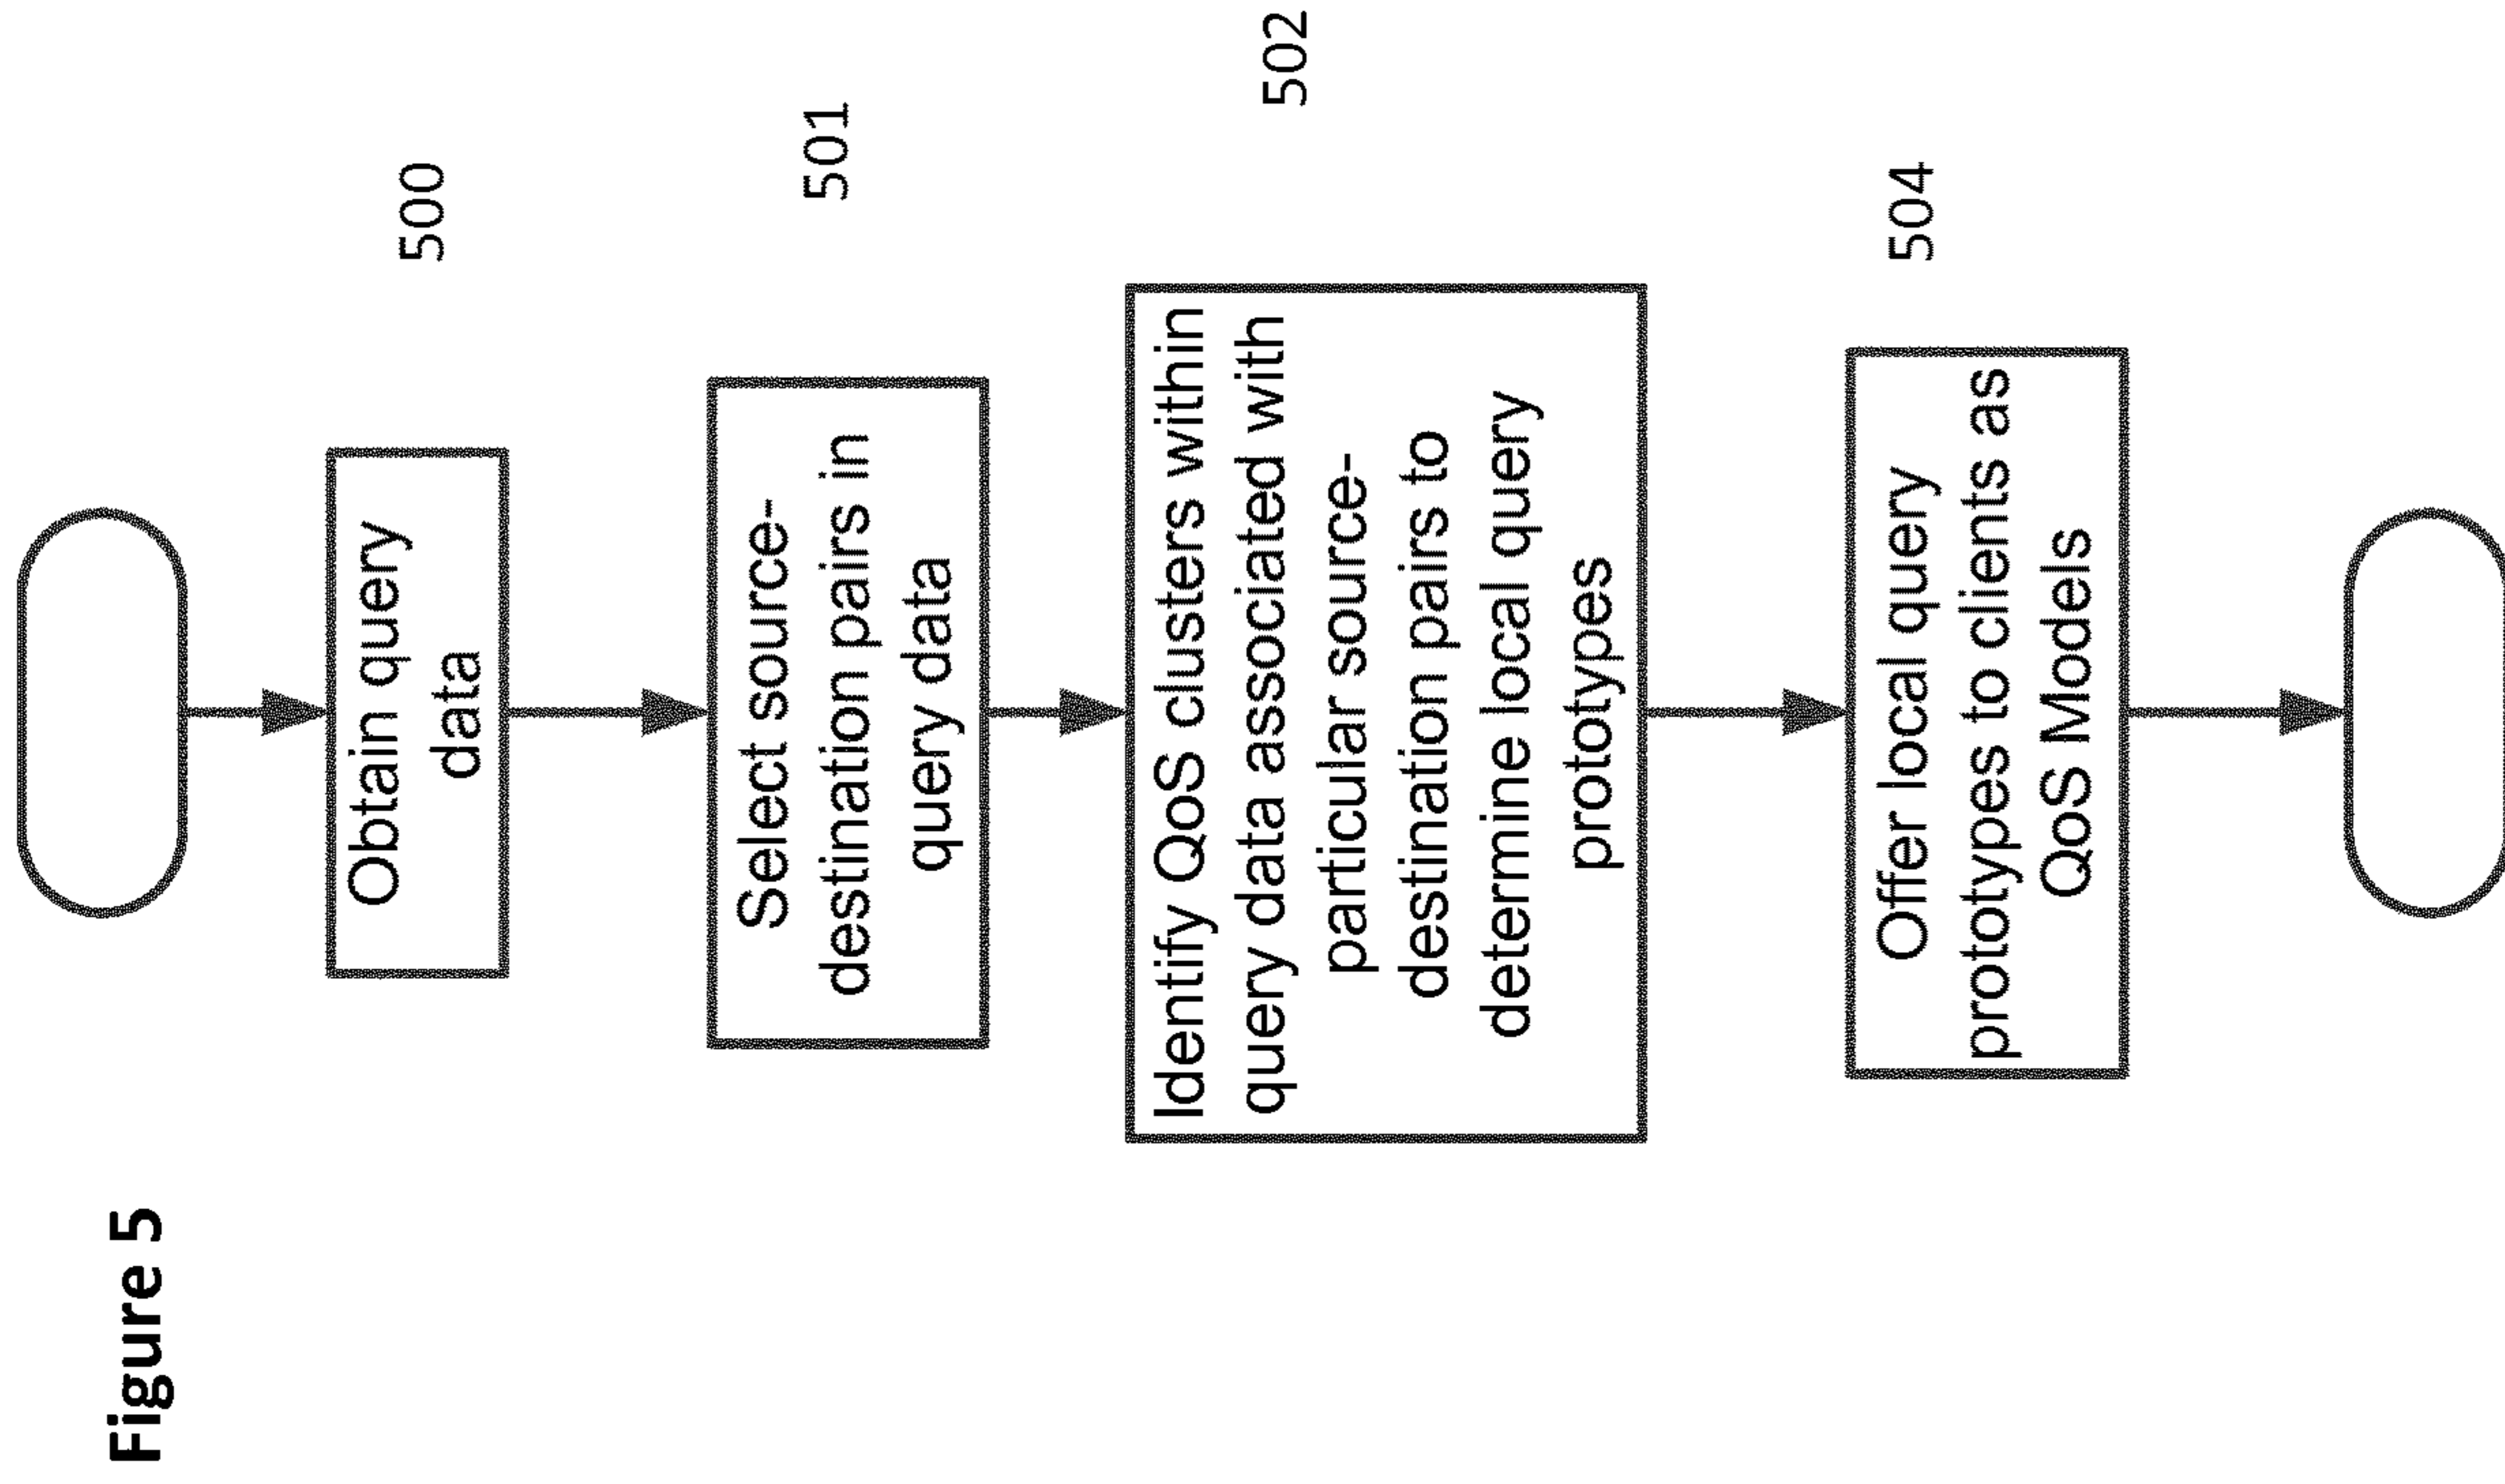 Figure 5
Obtain query
data
500
Select source-
destination pairs in
query data
501
Identify QoS clusters within
query data associated with
particular source-
destination pairs to
determine local query
prototypes
502
Offer local query
prototypes to clients as
QoS Models
504